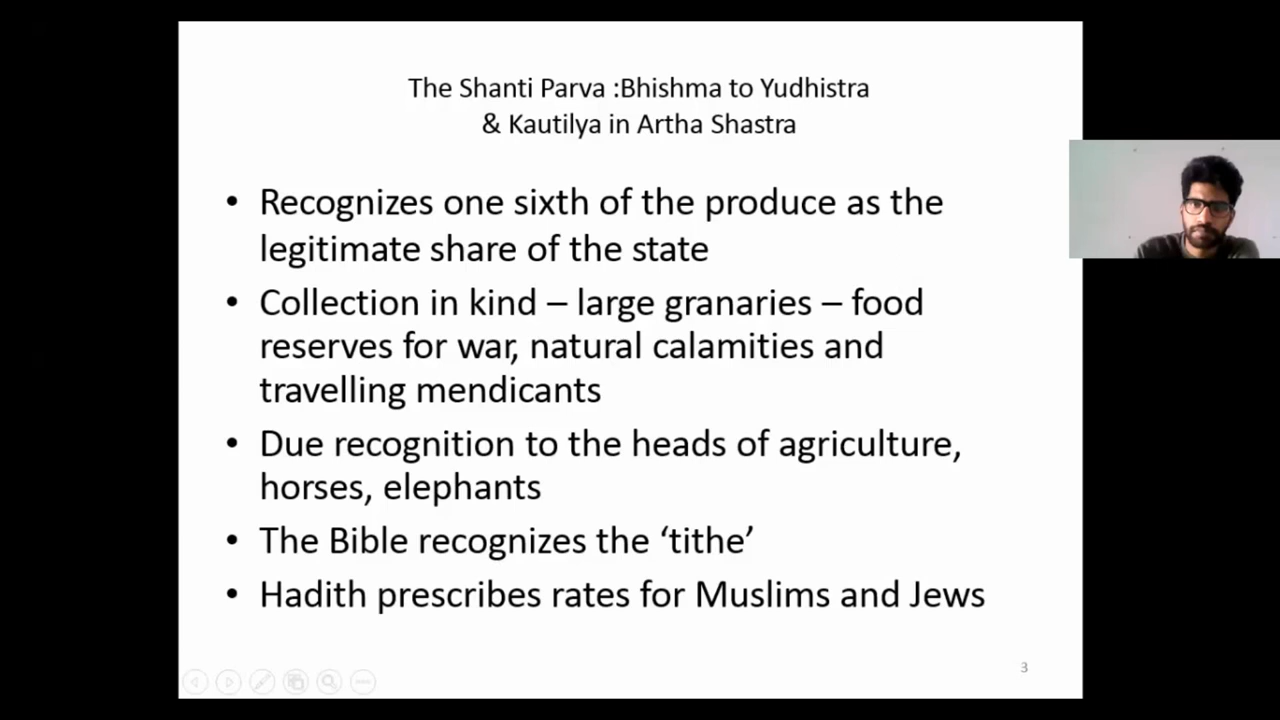 The Shanti Parva :Bhishma to Yudhistra
& Kautilya in Artha Shastra
• Recognizes one sixth of the produce as the
legitimate share of the state
• Collection in kind – large granaries – food
reserves for war, natural calamities and
travelling mendicants
• Due recognition to the heads of agriculture,
horses, elephants
• The Bible recognizes the ‘tithe’
• Hadith prescribes rates for Muslims and Jews
3